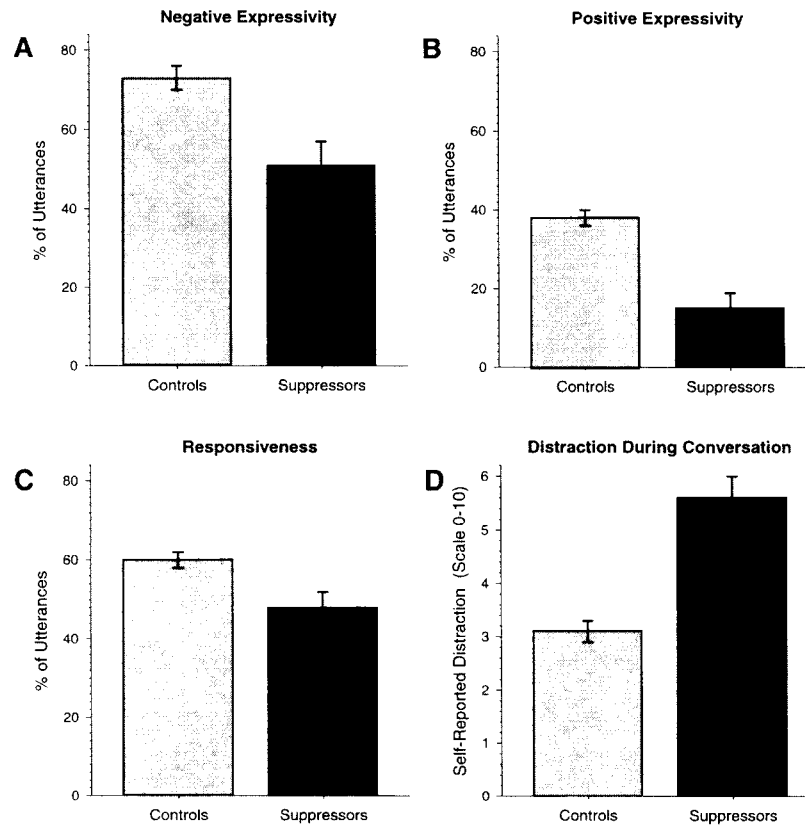 A
Negative Expressivity
% of Utterances
80
60
40
20
0
Controls
Suppressors
B
Positive Expressivity
% of Utterances
80
60
40
20
0
Controls
Suppressors
C
Responsiveness
% of Utterances
80
60
40
20
0
Controls
Suppressors
D
Distraction During Conversation
Self-Reported Distraction (Scale 0-10)
6
5
4
3
2
1
0
Controls
Suppressors